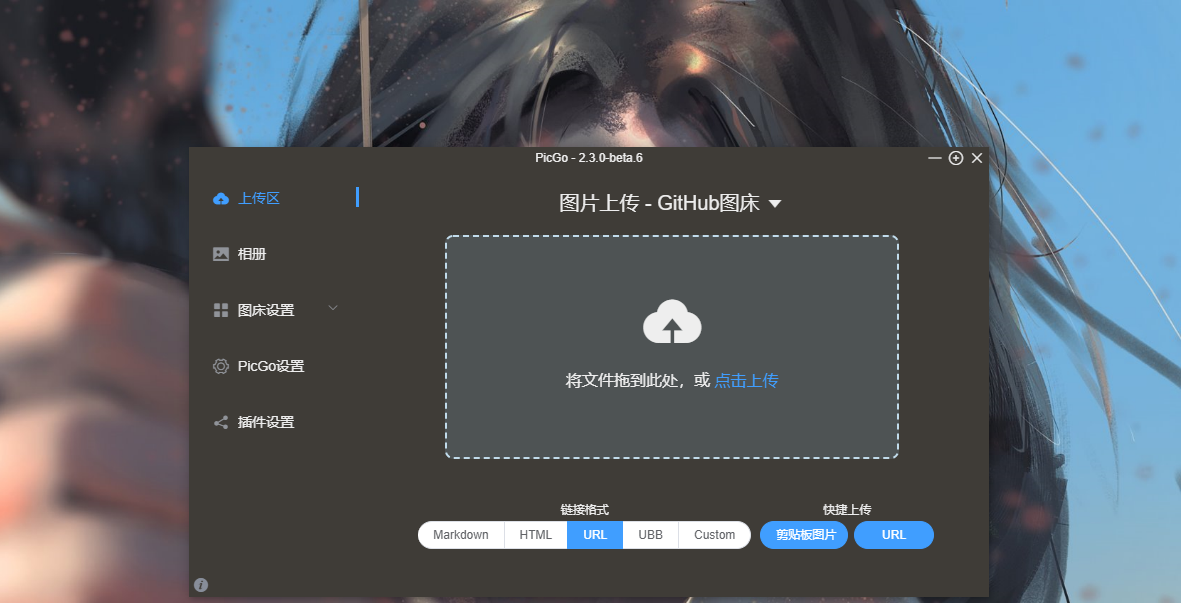 PicGo - 2.3.0-beta.6
上传区
相册
图床设置
PicGo设置
插件设置
图片上传 - GitHub图床
将文件拖到此处，或 点击上传
链接格式
Markdown HTML URL UBB Custom
快捷上传
剪贴板图片 URL